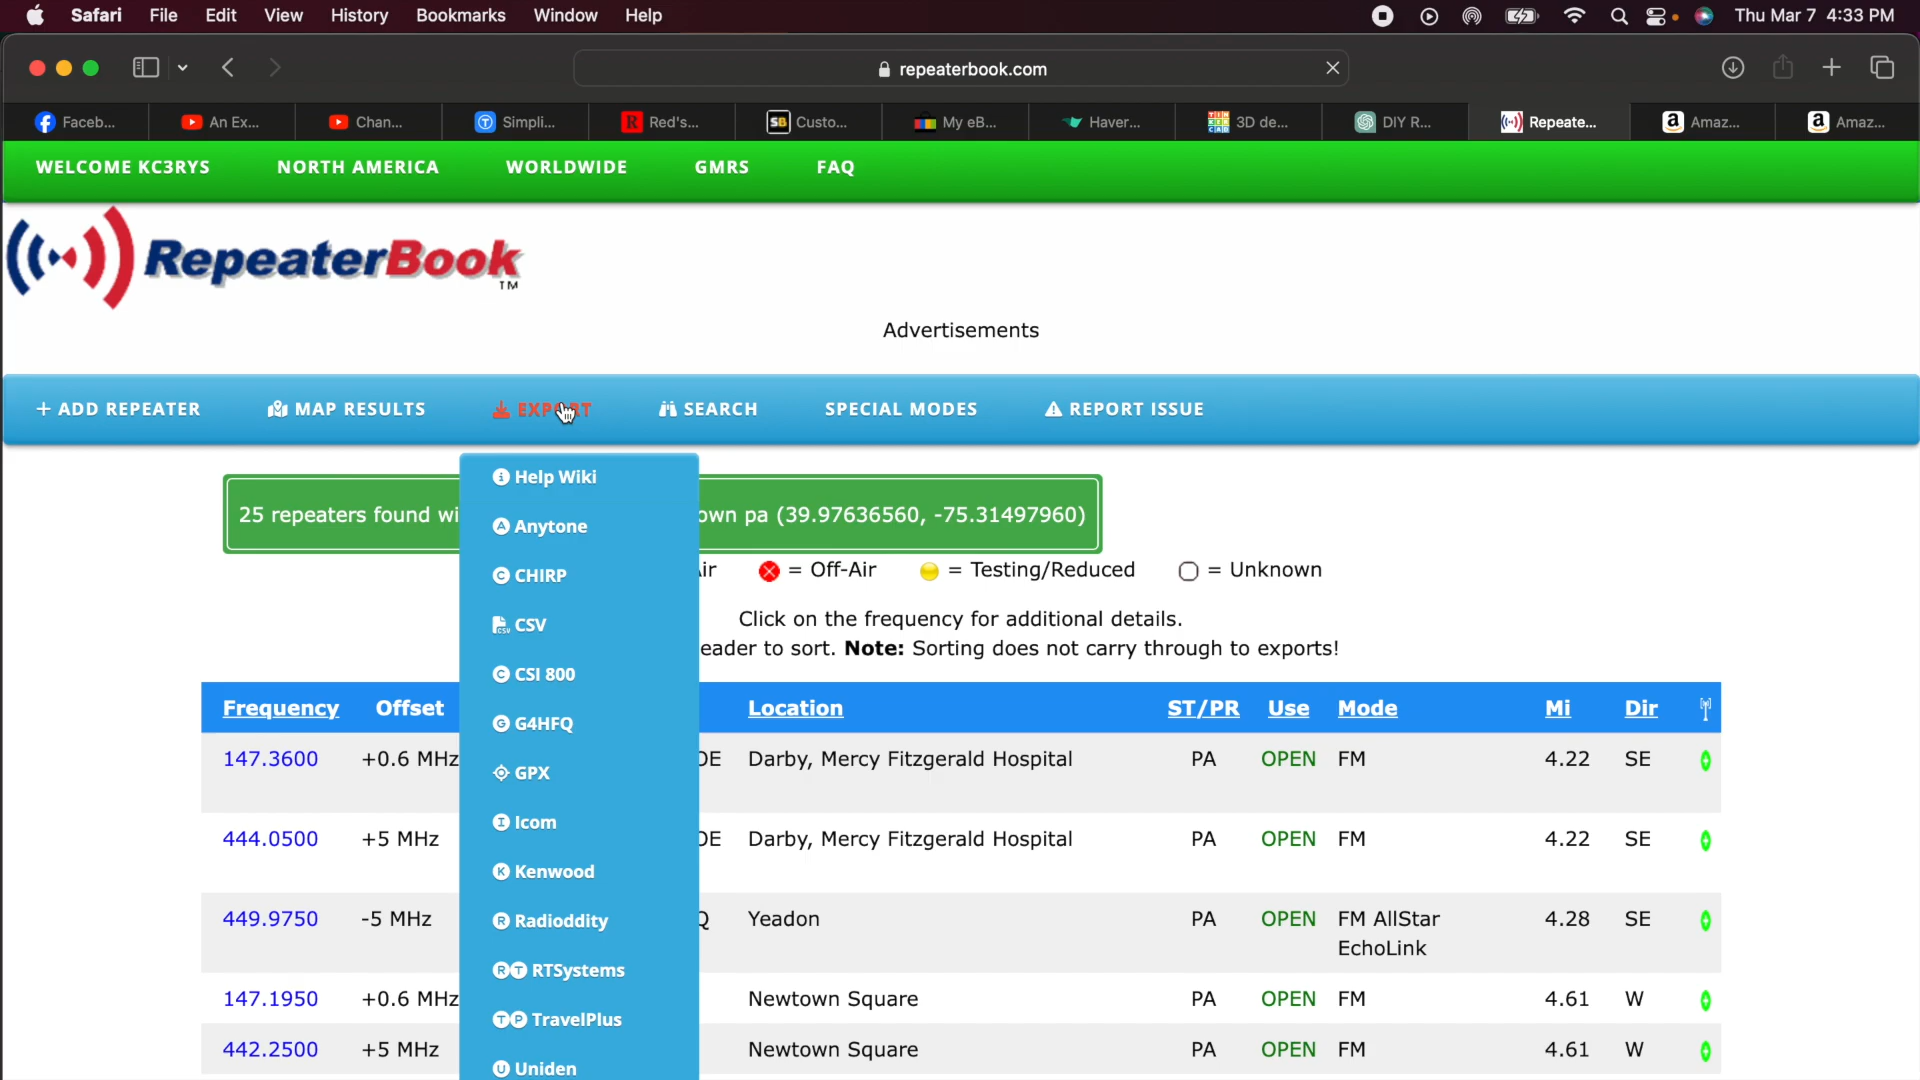 Safari File Edit View History Bookmarks Window Help Thu Mar 7 4:33 PM
repeaterbook.com
Faceb... An Ex... Chan... Simpli... Red's... Custo... My eB... Haver... 3D de... DIY R... Repeate... Amaz... Amaz...
WELCOME KC3RYS NORTH AMERICA WORLDWIDE GMRS FAQ
RepeaterBook
TM
Advertisements
+ ADD REPEATER MAP RESULTS EXPORT SEARCH SPECIAL MODES REPORT ISSUE
Help Wiki
Anytone
CHIRP
CSV
CSI 800
G4HFQ
GPX
Icom
Kenwood
Radioddity
RTSystems
TravelPlus
Uniden
25 repeaters found wi own pa (39.97636560, -75.31497960)
ir = Off-Air = Testing/Reduced = Unknown
Click on the frequency for additional details.
eader to sort. Note: Sorting does not carry through to exports!
Frequency Offset Location ST/PR Use Mode Mi Dir
147.3600 +0.6 MHz DE Darby, Mercy Fitzgerald Hospital PA OPEN FM 4.22 SE
444.0500 +5 MHz DE Darby, Mercy Fitzgerald Hospital PA OPEN FM 4.22 SE
449.9750 -5 MHz Q Yeadon PA OPEN FM AllStar 4.28 SE
EchoLink
147.1950 +0.6 MHz Newtown Square PA OPEN FM 4.61 W
442.2500 +5 MHz Newtown Square PA OPEN FM 4.61 W